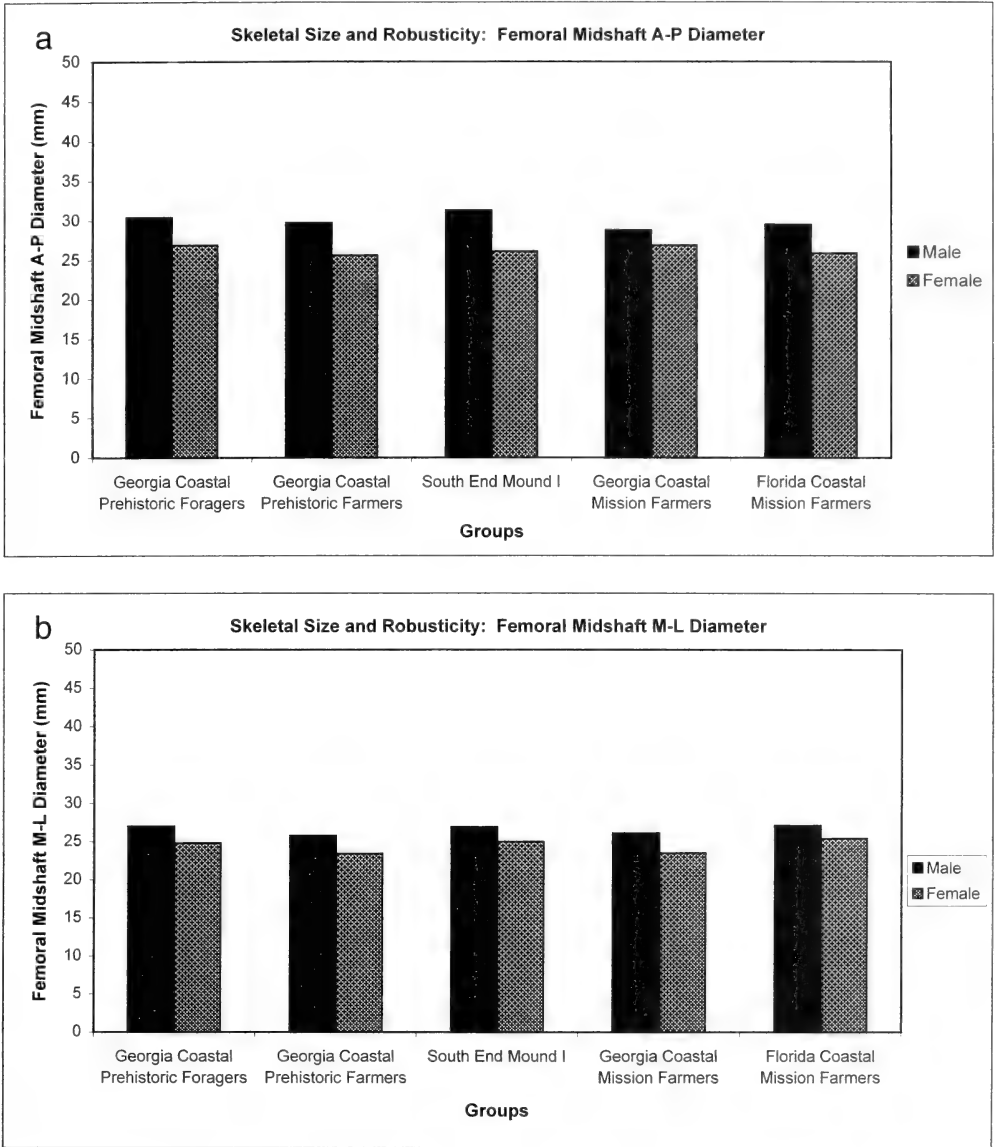 a
Skeletal Size and Robusticity: Femoral Midshaft A-P Diameter
50
45
40
35
30
25
20
15
10
5
0
Femoral Midshaft A-P Diameter (mm)
Male
Female
Georgia Coastal Prehistoric Foragers
Georgia Coastal Prehistoric Farmers
South End Mound I
Georgia Coastal Mission Farmers
Florida Coastal Mission Farmers
Groups
b
Skeletal Size and Robusticity: Femoral Midshaft M-L Diameter
50
45
40
35
30
25
20
15
10
5
0
Femoral Midshaft M-L Diameter (mm)
Male
Female
Georgia Coastal Prehistoric Foragers
Georgia Coastal Prehistoric Farmers
South End Mound I
Georgia Coastal Mission Farmers
Florida Coastal Mission Farmers
Groups